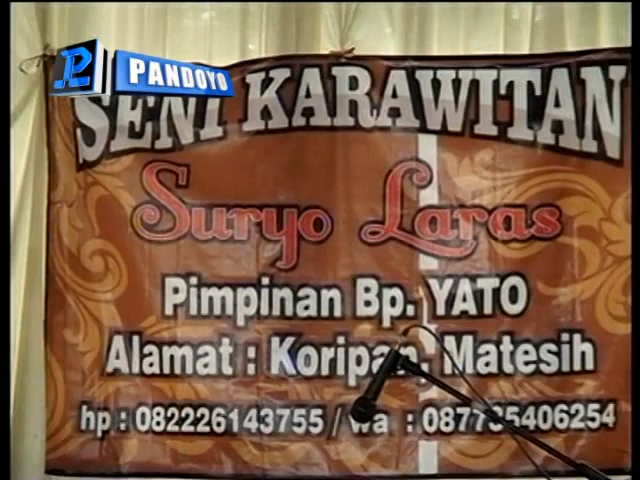 PANDOYO
SENI KARAWITAN
Suryo Laras
Pimpinan Bp. YATO
Alamat : Koripan, Matesih
hp : 082226143755 / wa : 087735406254